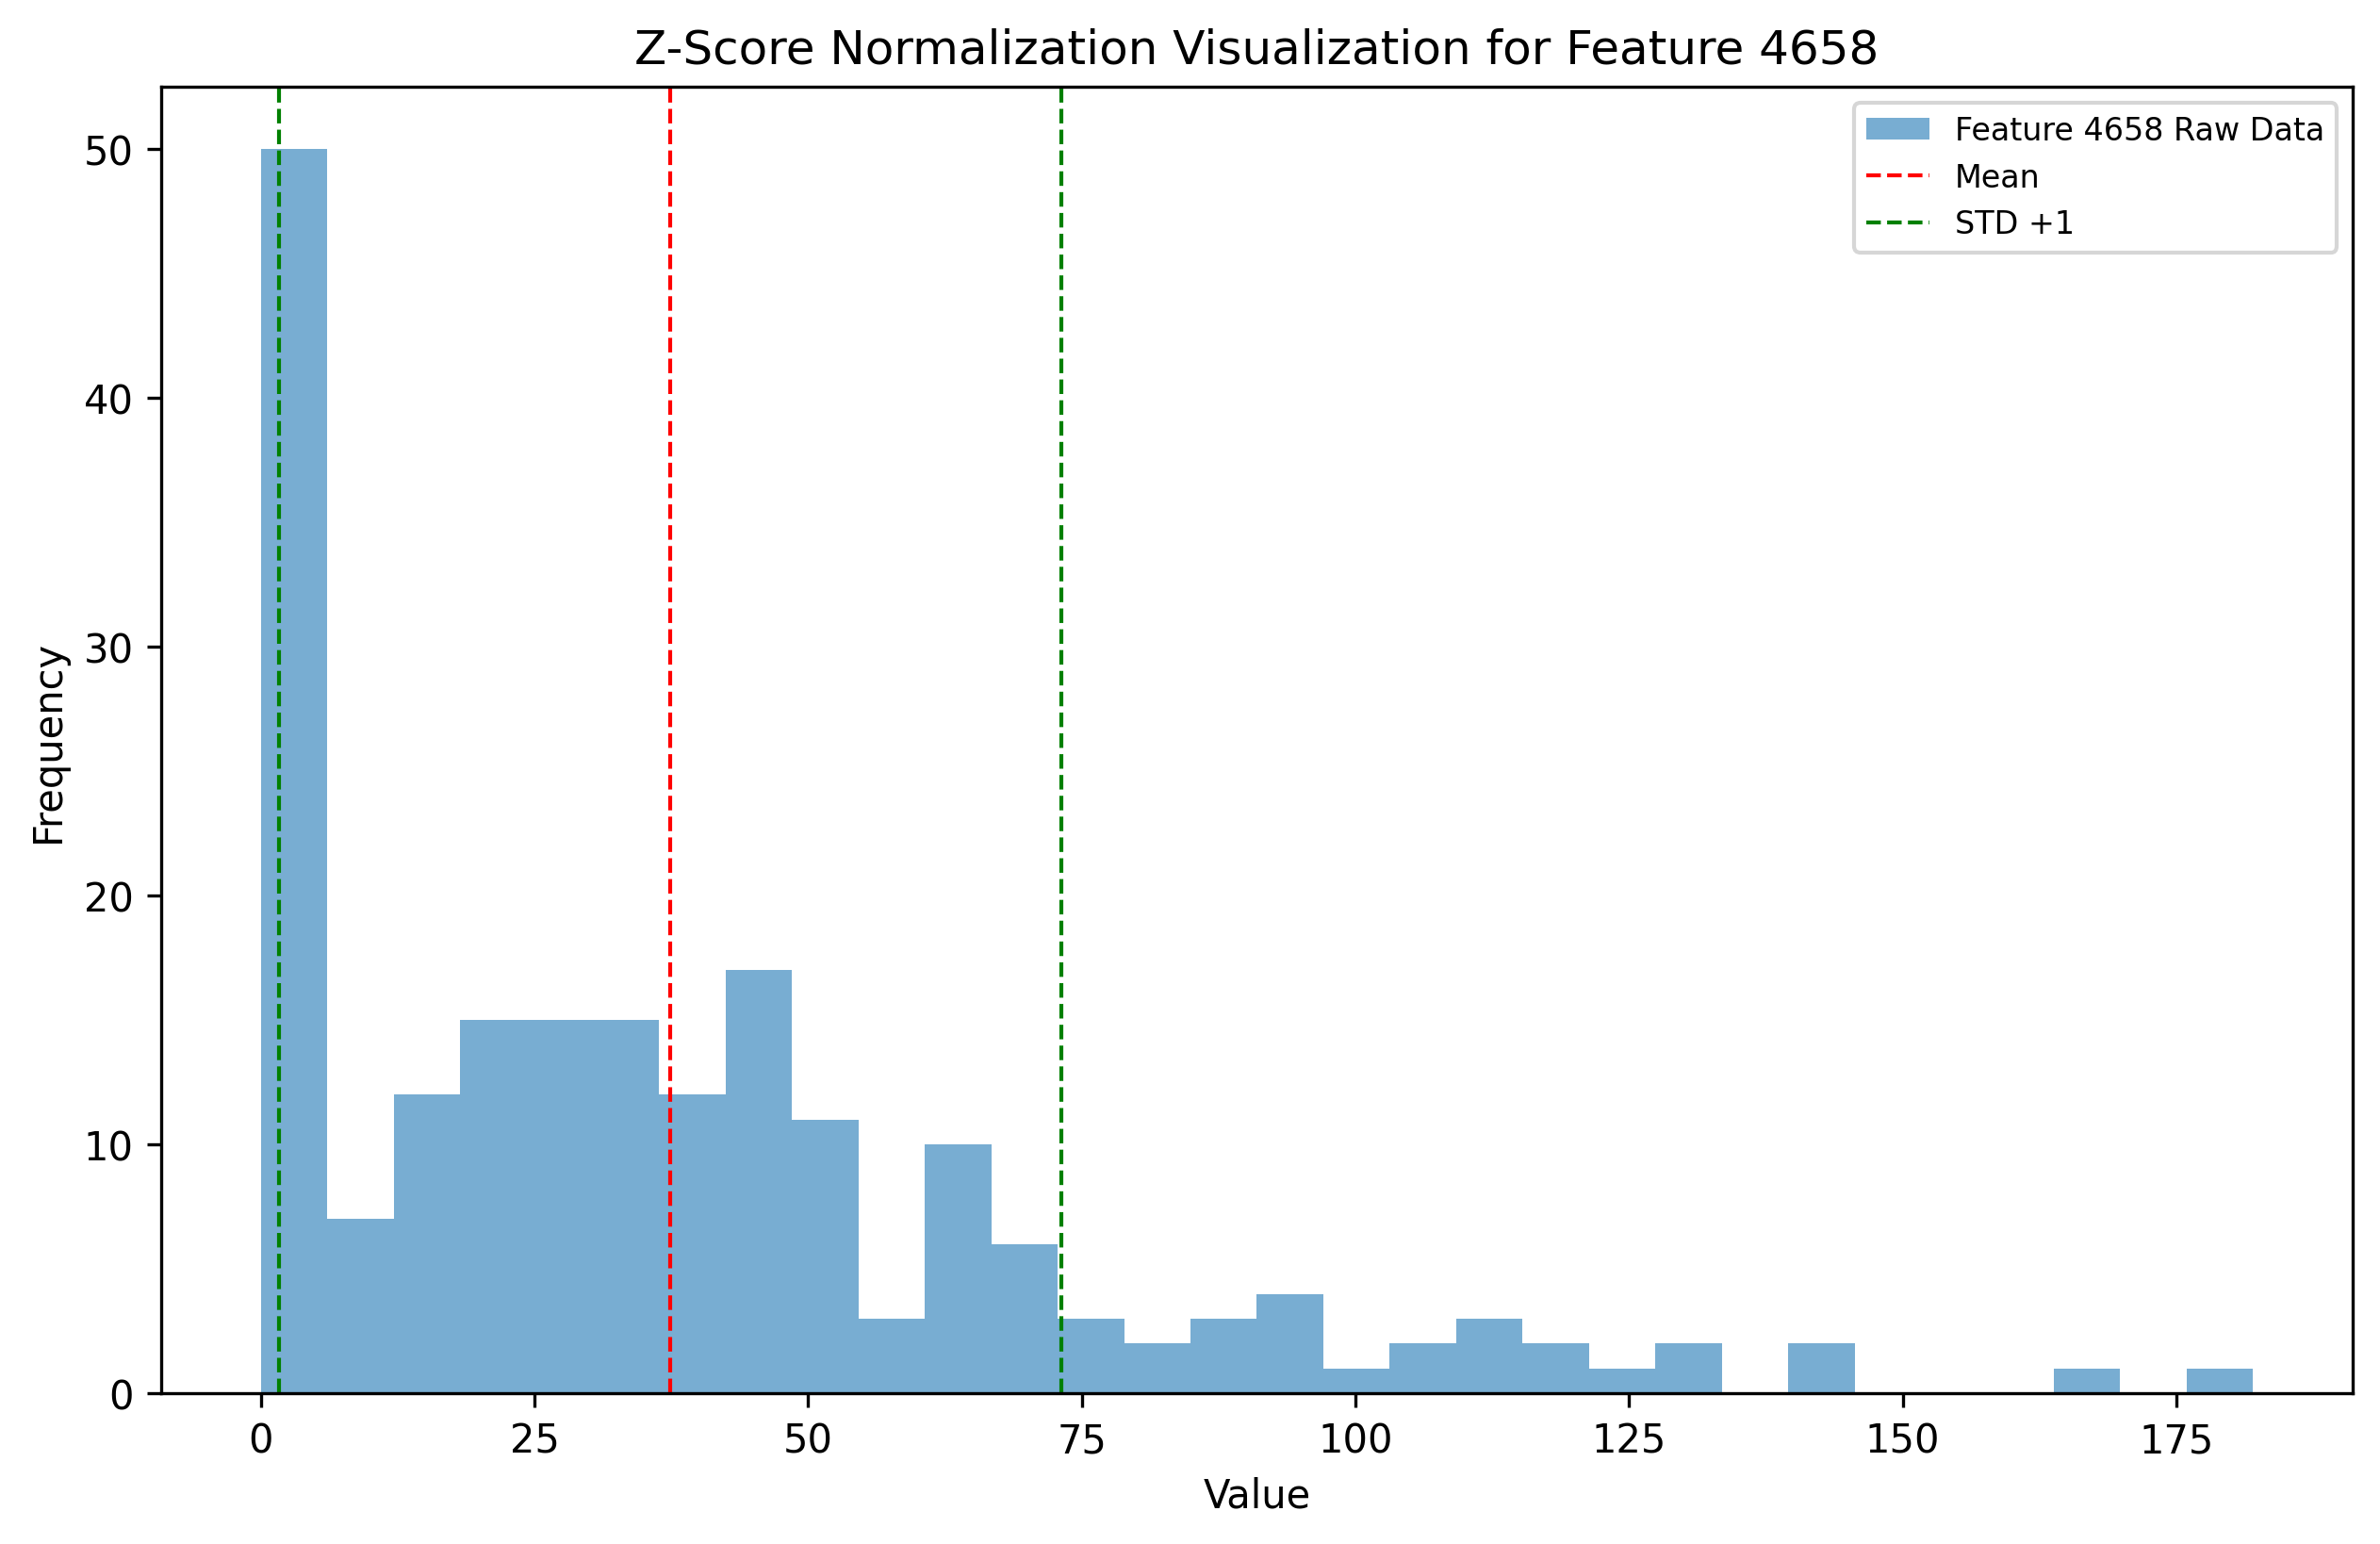 Z-Score Normalization Visualization for Feature 4658
Feature 4658 Raw Data
Mean
STD +1
50
40
30
20
10
0
Frequency
0 25 50 75 100 125 150 175
Value